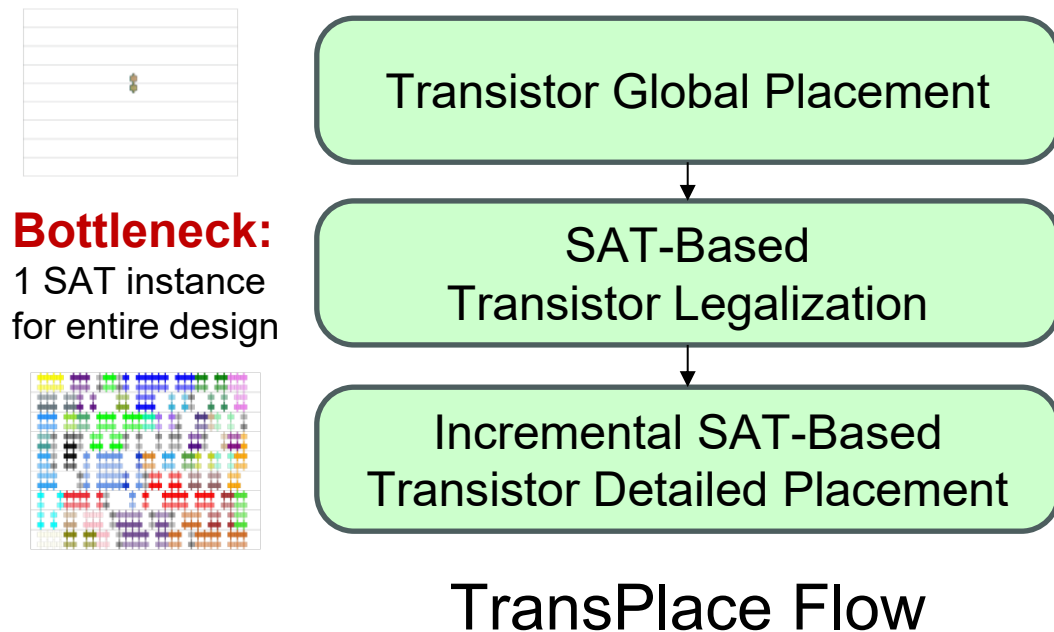 Transistor Global Placement
Bottleneck:
1 SAT instance
for entire design
SAT-Based
Transistor Legalization
Incremental SAT-Based
Transistor Detailed Placement
TransPlace Flow